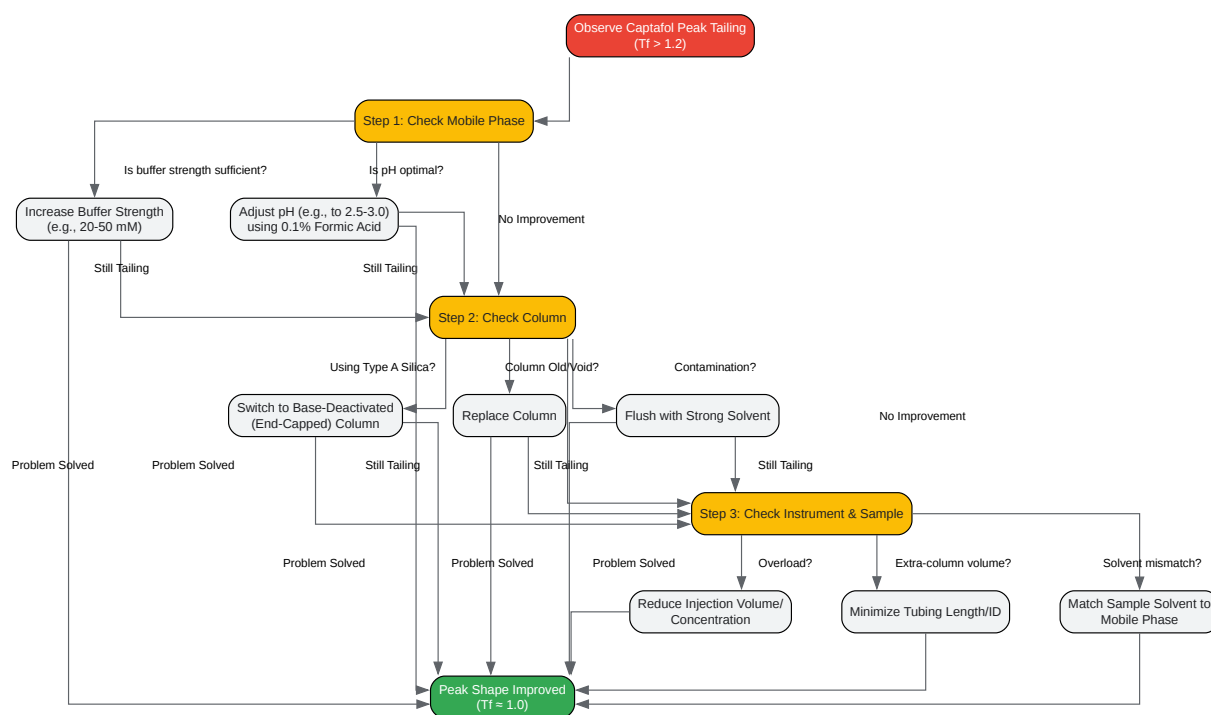 Observe Captafol Peak Tailing
(Tf > 1.2)
Step 1: Check Mobile Phase
Is buffer strength sufficient?
Is pH optimal?
Increase Buffer Strength
(e.g., 20-50 mM)
Adjust pH (e.g., to 2.5-3.0)
using 0.1% Formic Acid
No Improvement
Still Tailing
Still Tailing
Step 2: Check Column
Using Type A Silica?
Column Old/Void?
Contamination?
Switch to Base-Deactivated
(End-Capped) Column
Replace Column
Flush with Strong Solvent
No Improvement
Problem Solved
Problem Solved
Still Tailing
Still Tailing
Still Tailing
Step 3: Check Instrument & Sample
Problem Solved
Problem Solved
Problem Solved
Overload?
Extra-column volume?
Solvent mismatch?
Reduce Injection Volume/
Concentration
Minimize Tubing Length/ID
Match Sample Solvent to
Mobile Phase
Peak Shape Improved
(Tf ≈ 1.0)